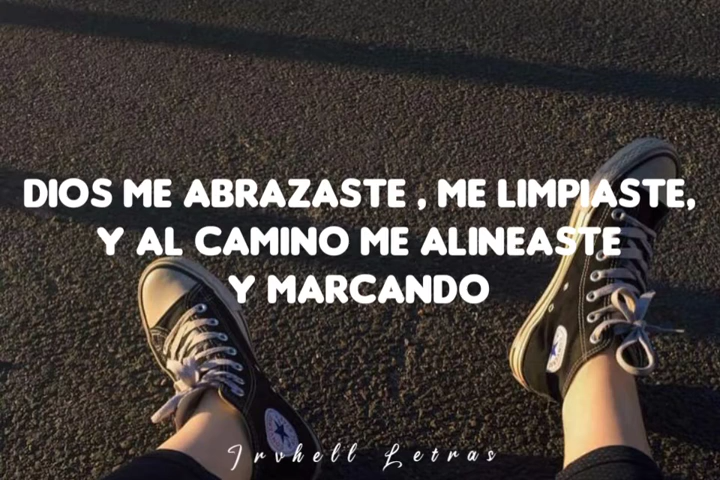 DIOS ME ABRAZASTE , ME LIMPIASTE,
Y AL CAMINO ME ALINEASTE
Y MARCANDO
Irvhell Letras